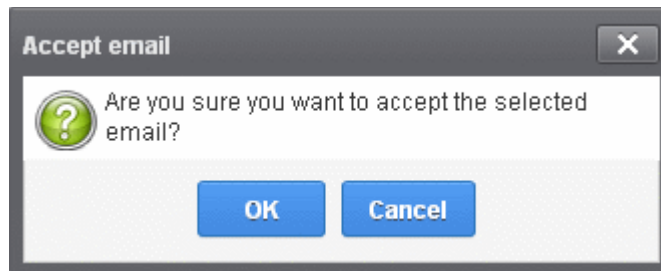 Accept email
Are you sure you want to accept the selected
email?
OK
Cancel